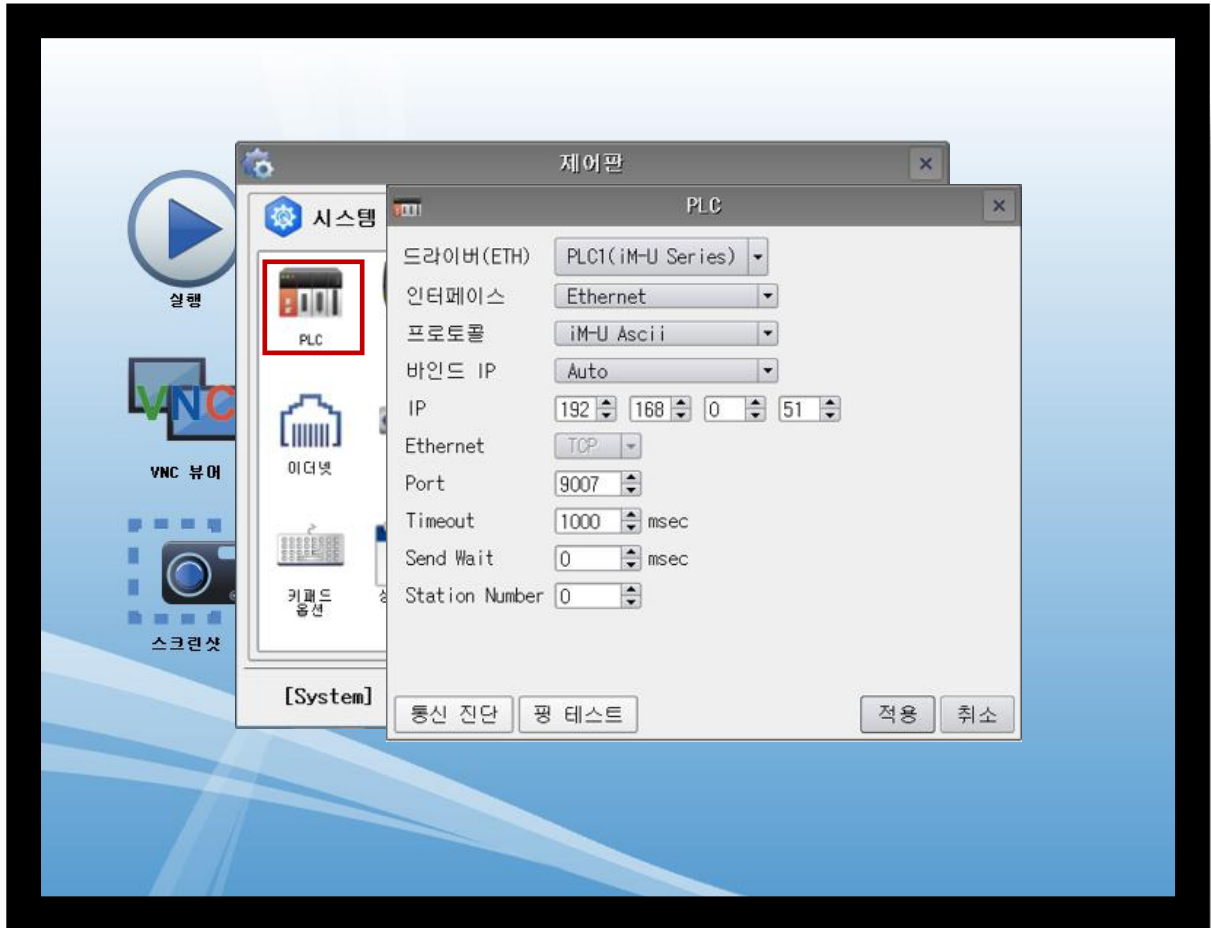 제어판
시스템
PLC
실행
PLC
드라이버(ETH) PLC1(iM-U Series)
인터페이스 Ethernet
프로토콜 iM-U Ascii
바인드 IP Auto
IP 192 168 0 51
Ethernet TCP
Port 9007
Timeout 1000 msec
Send Wait 0 msec
Station Number 0
VNC
VNC 뷰어
이더넷
키패드
옵션
스크린샷
[System]
통신 진단 핑 테스트 적용 취소